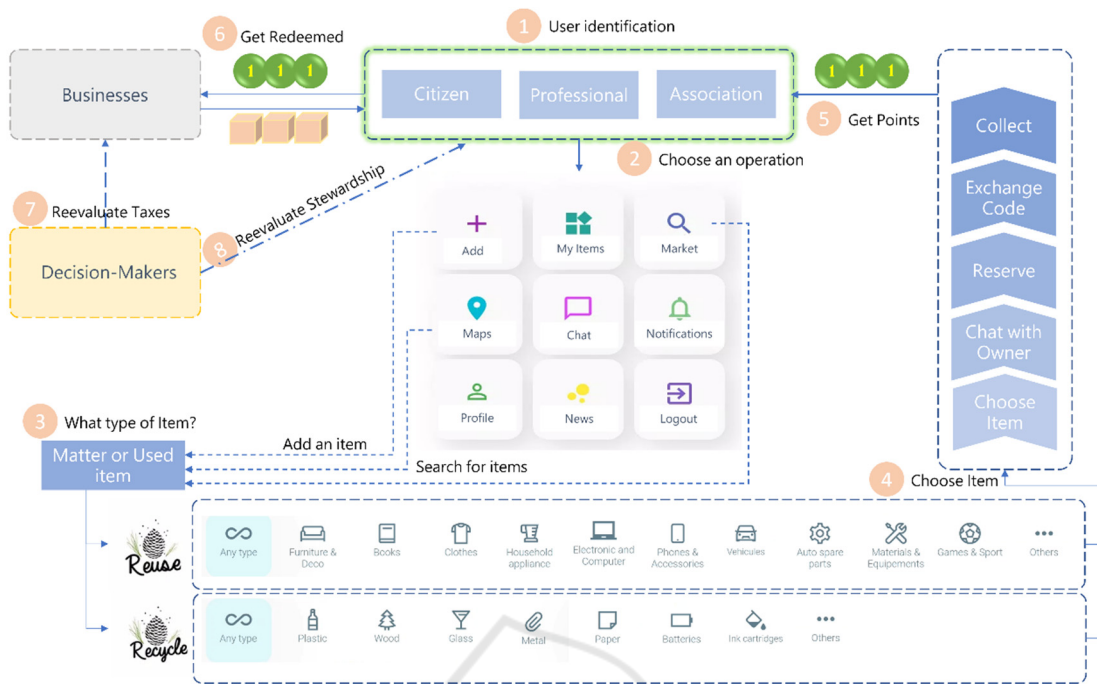 6 Get Redeemed
1 1 1
1 User identification
Businesses
Citizen
Professional
Association
1 1 1
5 Get Points
2 Choose an operation
Collect
Exchange
Code
Reserve
Chat with
Owner
Choose
Item
7 Reevaluate Taxes
8 Reevaluate Stewardship
Decision-Makers
Add
My Items
Market
Maps
Chat
Notifications
Profile
News
Logout
3 What type of Item?
Matter or Used
item
Add an item
Search for items
4 Choose Item
Reuse
Any type
Furniture &
Deco
Books
Clothes
Household
appliance
Electronic and
Computer
Phones &
Accessories
Vehicules
Auto spare
parts
Materials &
Equipements
Games & Sport
Others
Recycle
Any type
Plastic
Wood
Glass
Metal
Paper
Batteries
Ink cartridges
Others